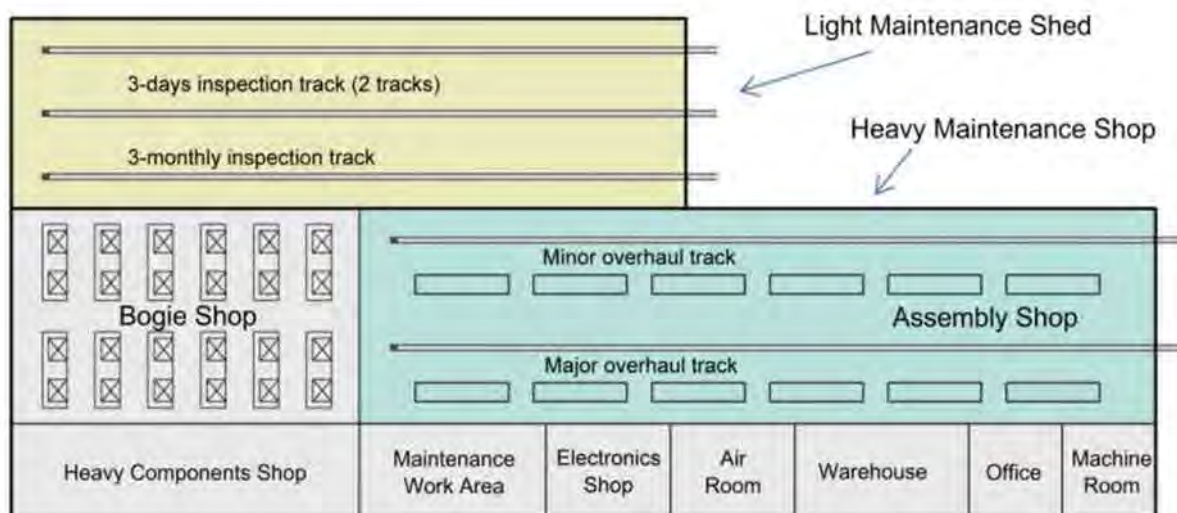 Light Maintenance Shed
3-days inspection track (2 tracks)
Heavy Maintenance Shop
3-monthly inspection track
Minor overhaul track
Bogie Shop
Assembly Shop
Major overhaul track
Heavy Components Shop
Maintenance
Work Area
Electronics
Shop
Air
Room
Warehouse
Office
Machine
Room